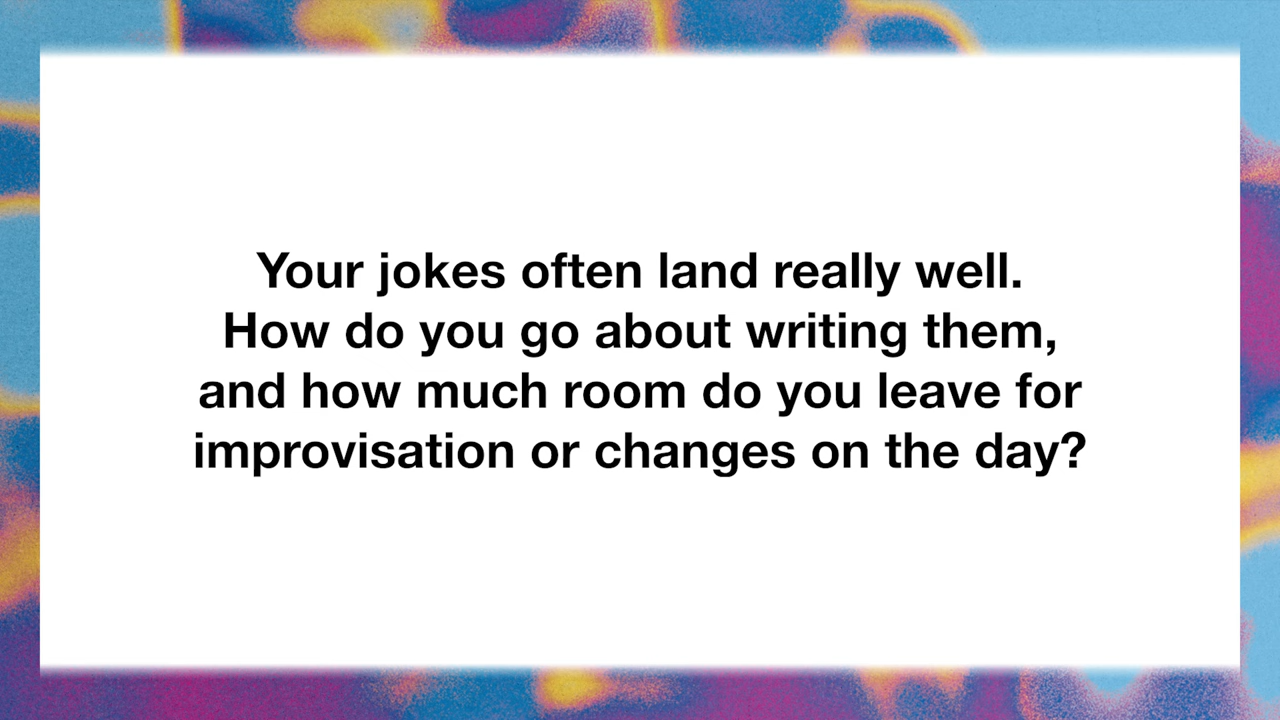 Your jokes often land really well.
How do you go about writing them,
and how much room do you leave for
improvisation or changes on the day?